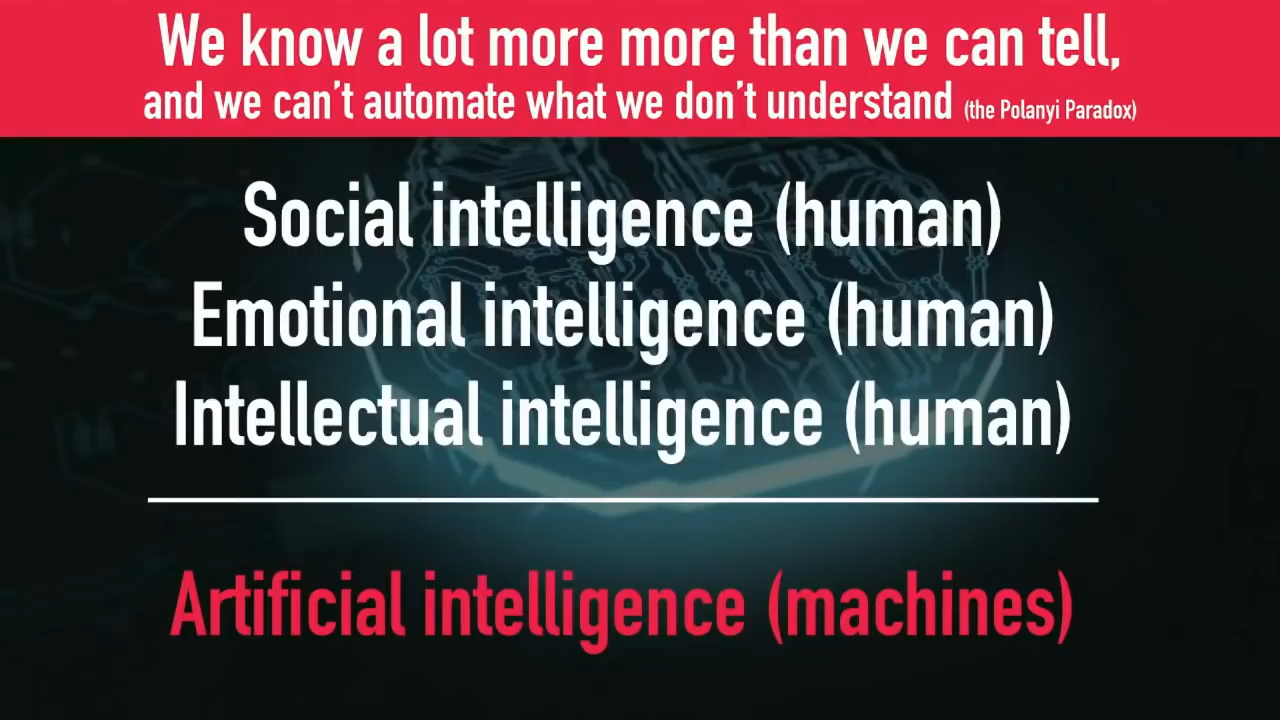 We know a lot more more than we can tell,
and we can't automate what we don't understand (the Polanyi Paradox)
Social intelligence (human)
Emotional intelligence (human)
Intellectual intelligence (human)
Artificial intelligence (machines)